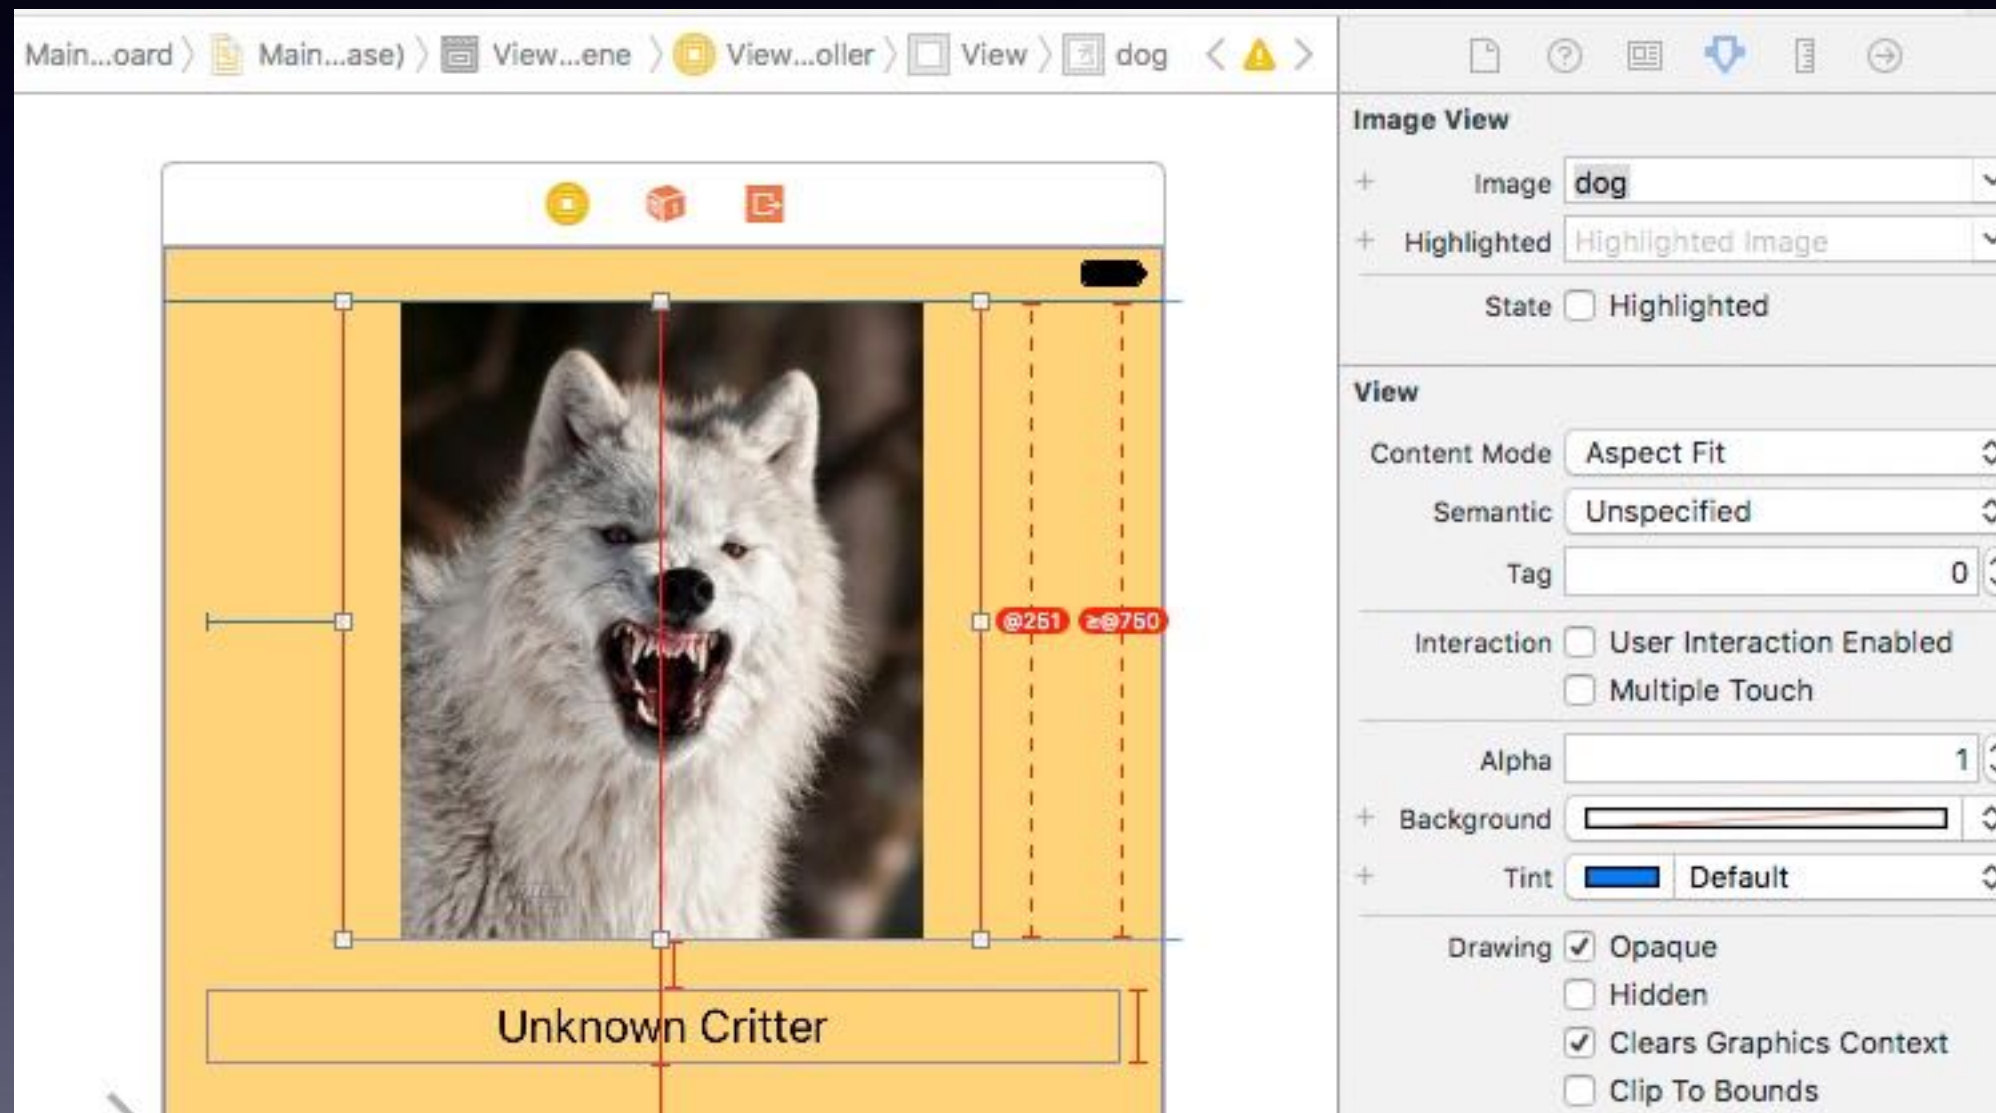 Main...oard 〉 Main...ase) 〉 View...ene 〉 View...oller 〉 View 〉 dog
Image View
Image dog
Highlighted Highlighted Image
State Highlighted
View
Content Mode Aspect Fit
Semantic Unspecified
Tag 0
@251 ≥@750
Interaction User Interaction Enabled
Multiple Touch
Alpha 1
Background
Tint Default
Drawing Opaque
Hidden
Clears Graphics Context
Clip To Bounds
Unknown Critter